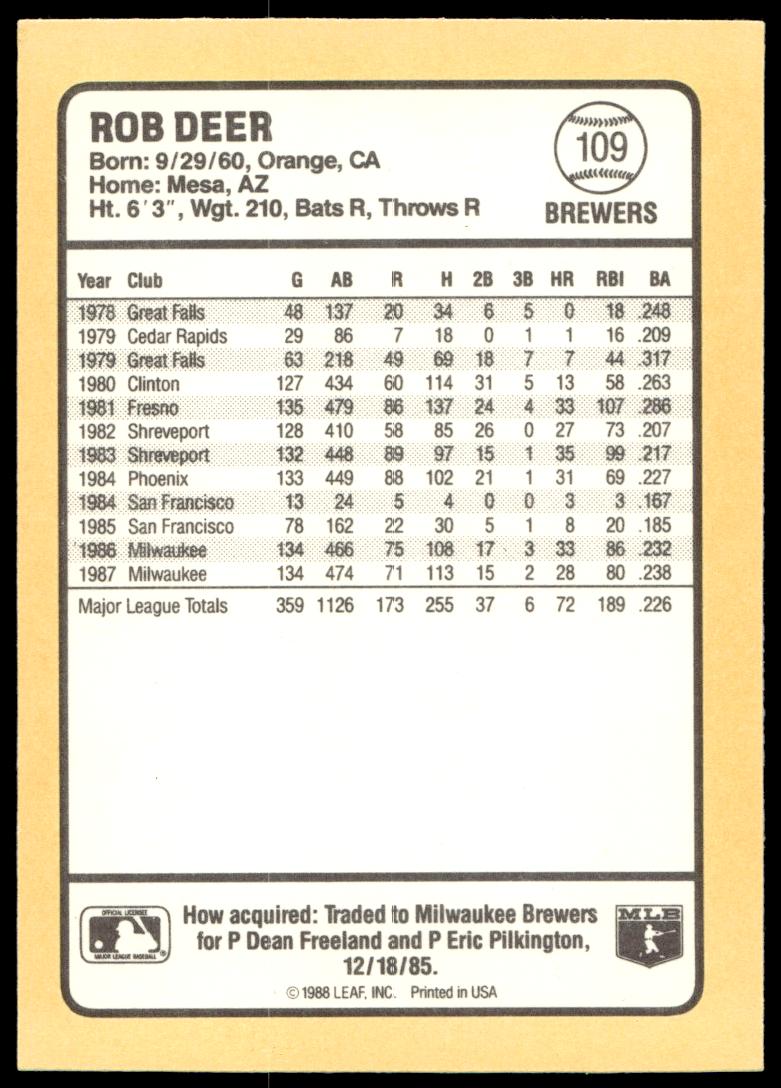 ROB DEER
Born: 9/29/60, Orange, CA
Home: Mesa, AZ
Ht. 6'3", Wgt. 210, Bats R, Throws R
109
BREWERS
Year Club G AB R H 2B 3B HR RBI BA
1978 Great Falls 48 137 20 34 6 5 0 18 .248
1979 Cedar Rapids 29 86 7 18 0 1 1 16 .209
1979 Great Falls 63 218 49 69 18 7 7 44 .317
1980 Clinton 127 434 60 114 31 5 13 58 .263
1981 Fresno 135 479 86 137 24 4 33 107 .286
1982 Shreveport 128 410 58 85 26 0 27 73 .207
1983 Shreveport 132 448 89 97 15 1 35 99 .217
1984 Phoenix 133 449 88 102 21 1 31 69 .227
1984 San Francisco 13 24 5 4 0 0 3 3 .167
1985 San Francisco 78 162 22 30 5 1 8 20 .185
1986 Milwaukee 134 466 75 108 17 3 33 86 .232
1987 Milwaukee 134 474 71 113 15 2 28 80 .238
Major League Totals 359 1126 173 255 37 6 72 189 .226
OFFICIAL LICENSEE
MAJOR LEAGUE BASEBALL
®
How acquired: Traded to Milwaukee Brewers
for P Dean Freeland and P Eric Pilkington,
12/18/85.
MLB
© 1988 LEAF, INC. Printed in USA